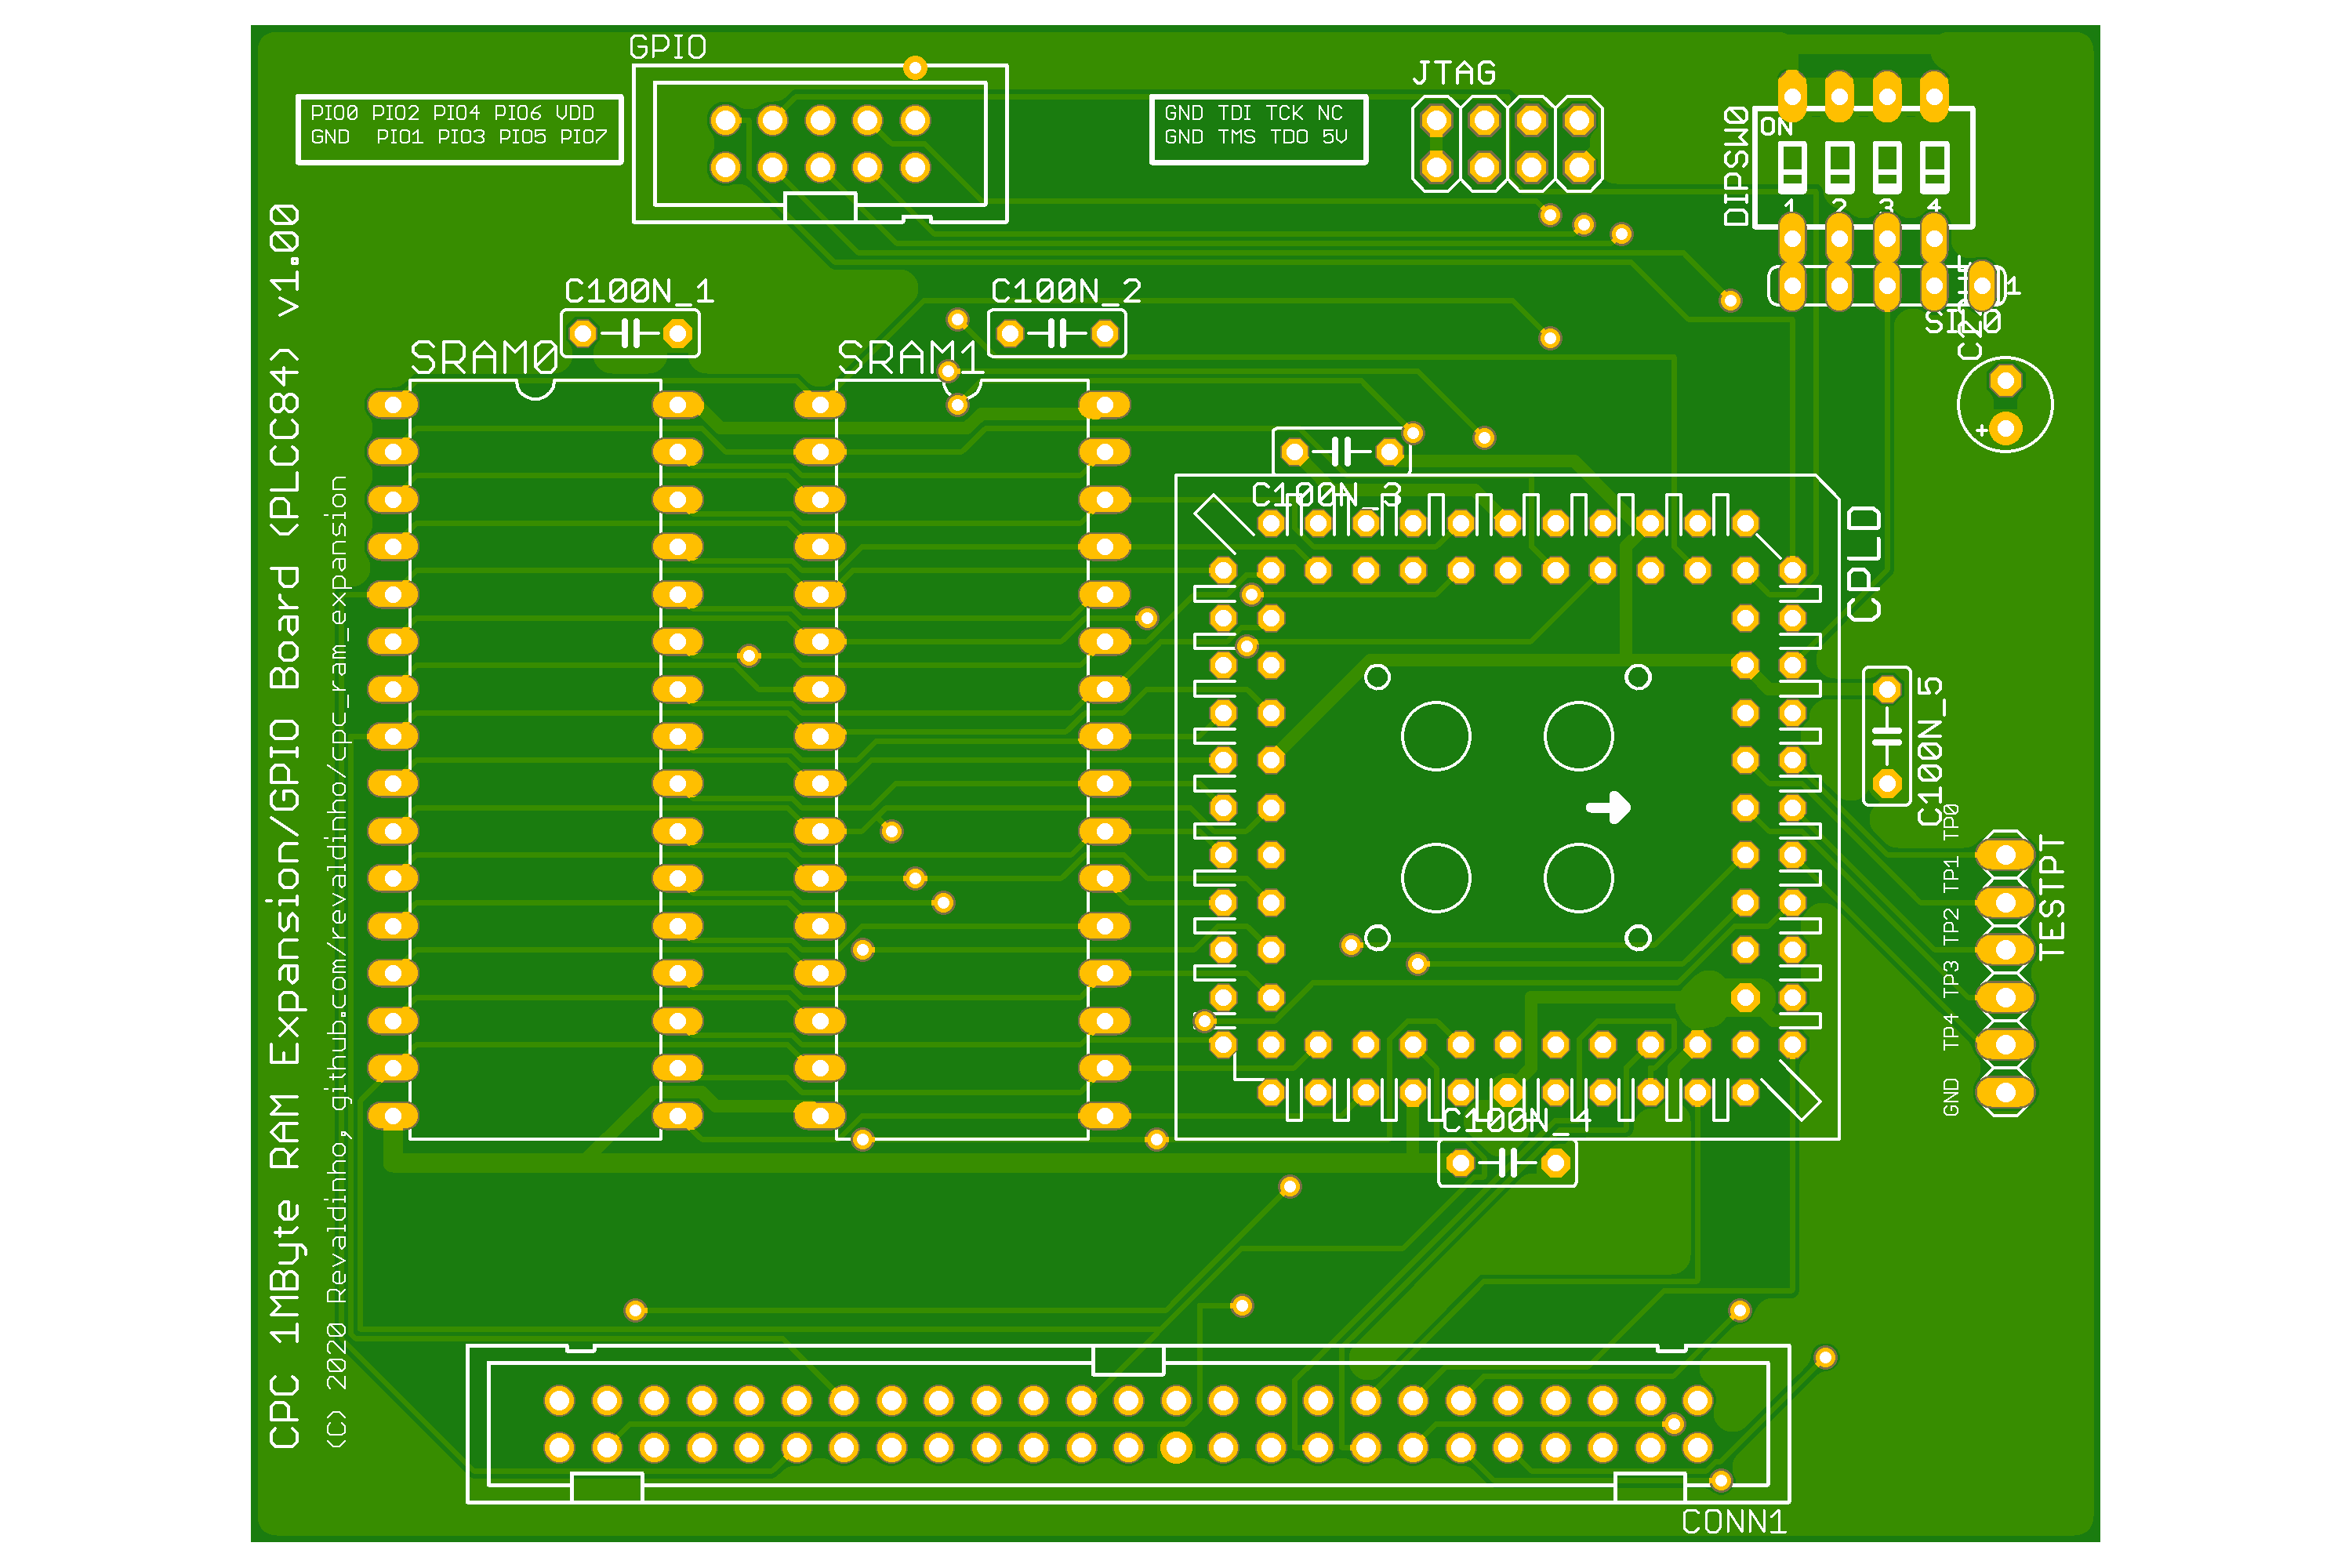 GPIO
PIO0 PIO2 PIO4 PIO6 VDD
GND PIO1 PIO3 PIO5 PIO7
GND TDI TCK NC
GND TMS TDO 5V
JTAG
DIPSW0
ON
1 2 3 4
1
SIL0
C100N_1
C100N_2
SRAM0
SRAM1
+
C100N_3
CPLD
C100N_5
TP0
TP1
TP2
TP3
TP4
GND
TESTPT
C100N_4
CONN1
CPC 1MByte RAM Expansion/GPIO Board (PLCC84) v1.00
(C) 2020 Revaldinho, github.com/revaldinho/cpc_ram_expansion